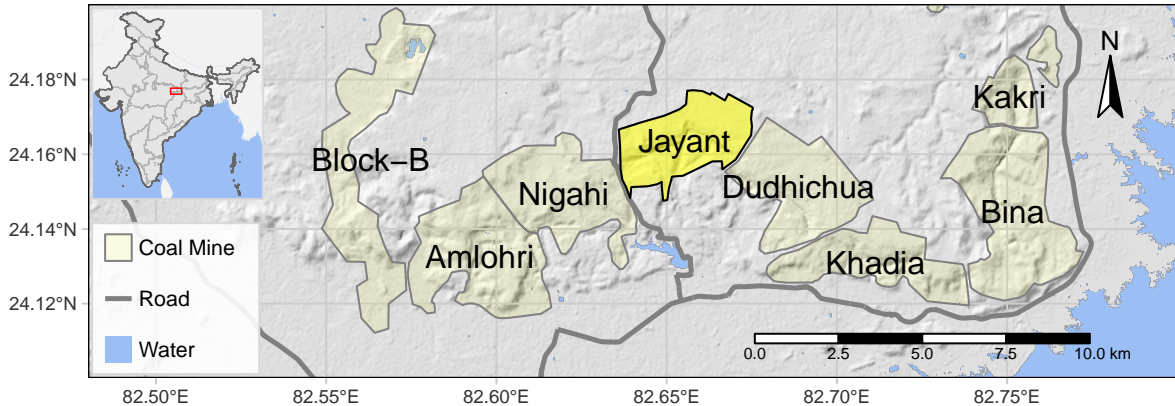 N
24.18°N
24.16°N
24.14°N
24.12°N
Kakri
Jayant
Block−B
Nigahi
Dudhichua
Bina
Amlohri
Khadia
Coal Mine
Road
Water
0.0 2.5 5.0 7.5 10.0 km
82.50°E 82.55°E 82.60°E 82.65°E 82.70°E 82.75°E